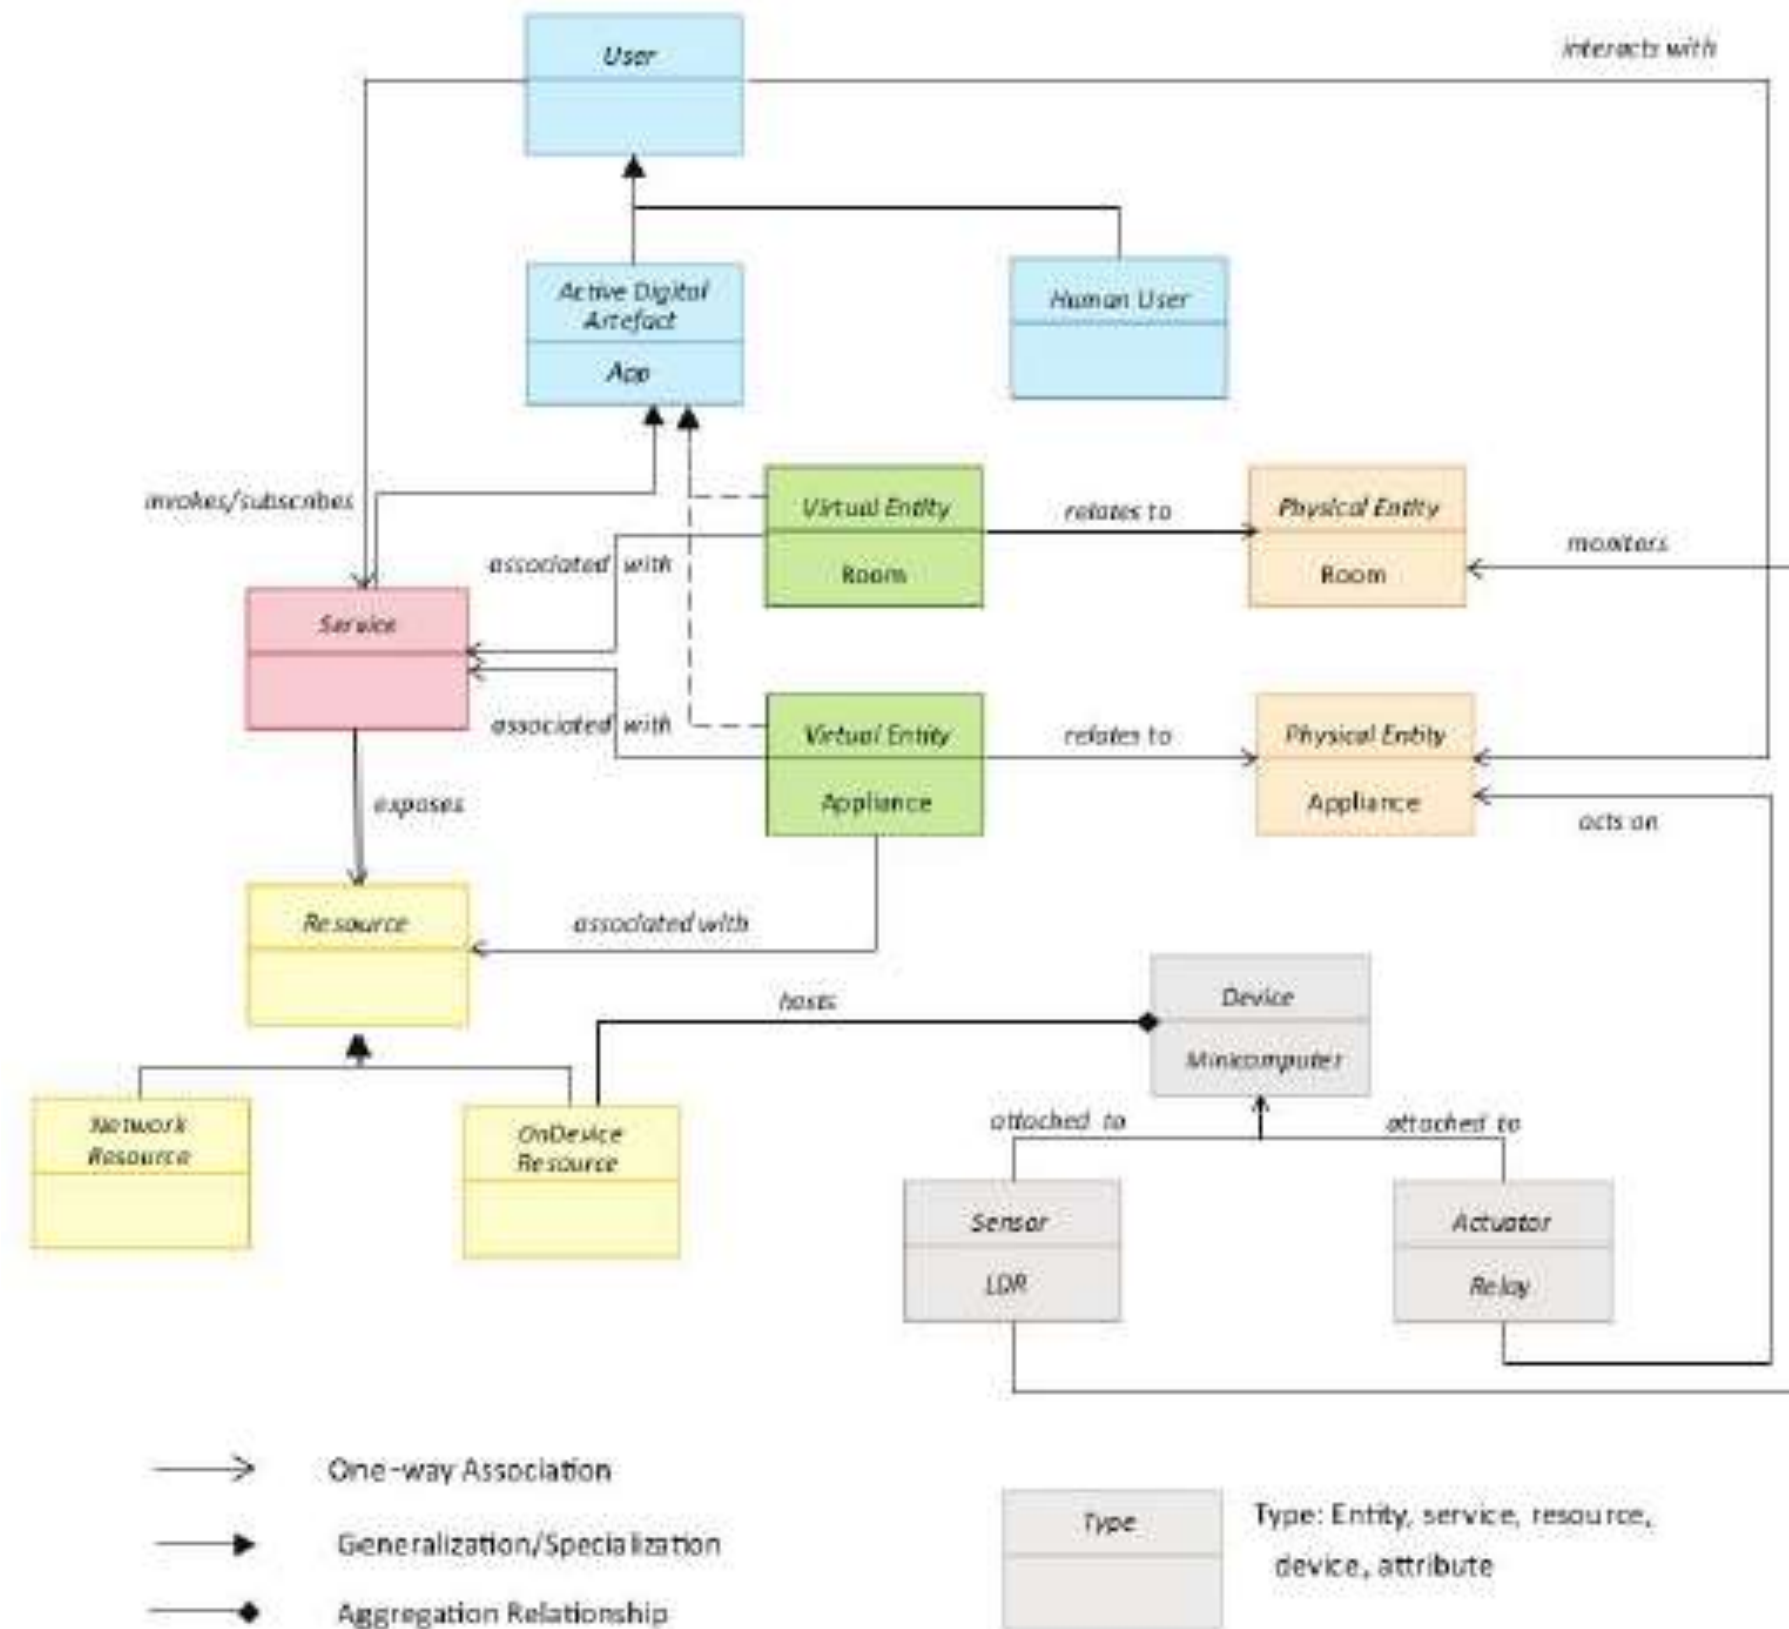 User
interacts with
Active Digital
Artefact
App
Human User
invokes/subscribes
Virtual Entity
Room
relates to
Physical Entity
Room
monitors
associated with
Service
associated with
Virtual Entity
Appliance
relates to
Physical Entity
Appliance
acts on
exposes
Resource
associated with
hosts
Device
Minicomputer
attached to
attached to
Network
Resource
OnDevice
Resource
Sensor
LDR
Actuator
Relay
One-way Association
Generalization/Specialization
Aggregation Relationship
Type
Type: Entity, service, resource,
device, attribute